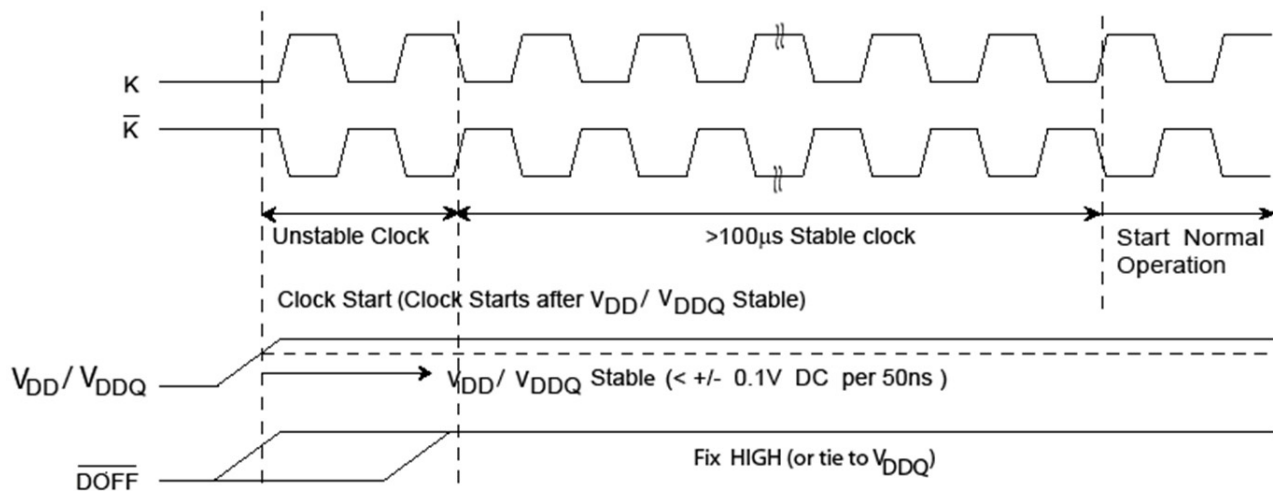 K
K̅
Unstable Clock
>100μs Stable clock
Start Normal
Operation
Clock Start (Clock Starts after VDD/ VDDQ Stable)
VDD/ VDDQ
VDD/ VDDQ Stable (< +/- 0.1V DC per 50ns )
D̅O̅F̅F̅
Fix HIGH (or tie to VDDQ)